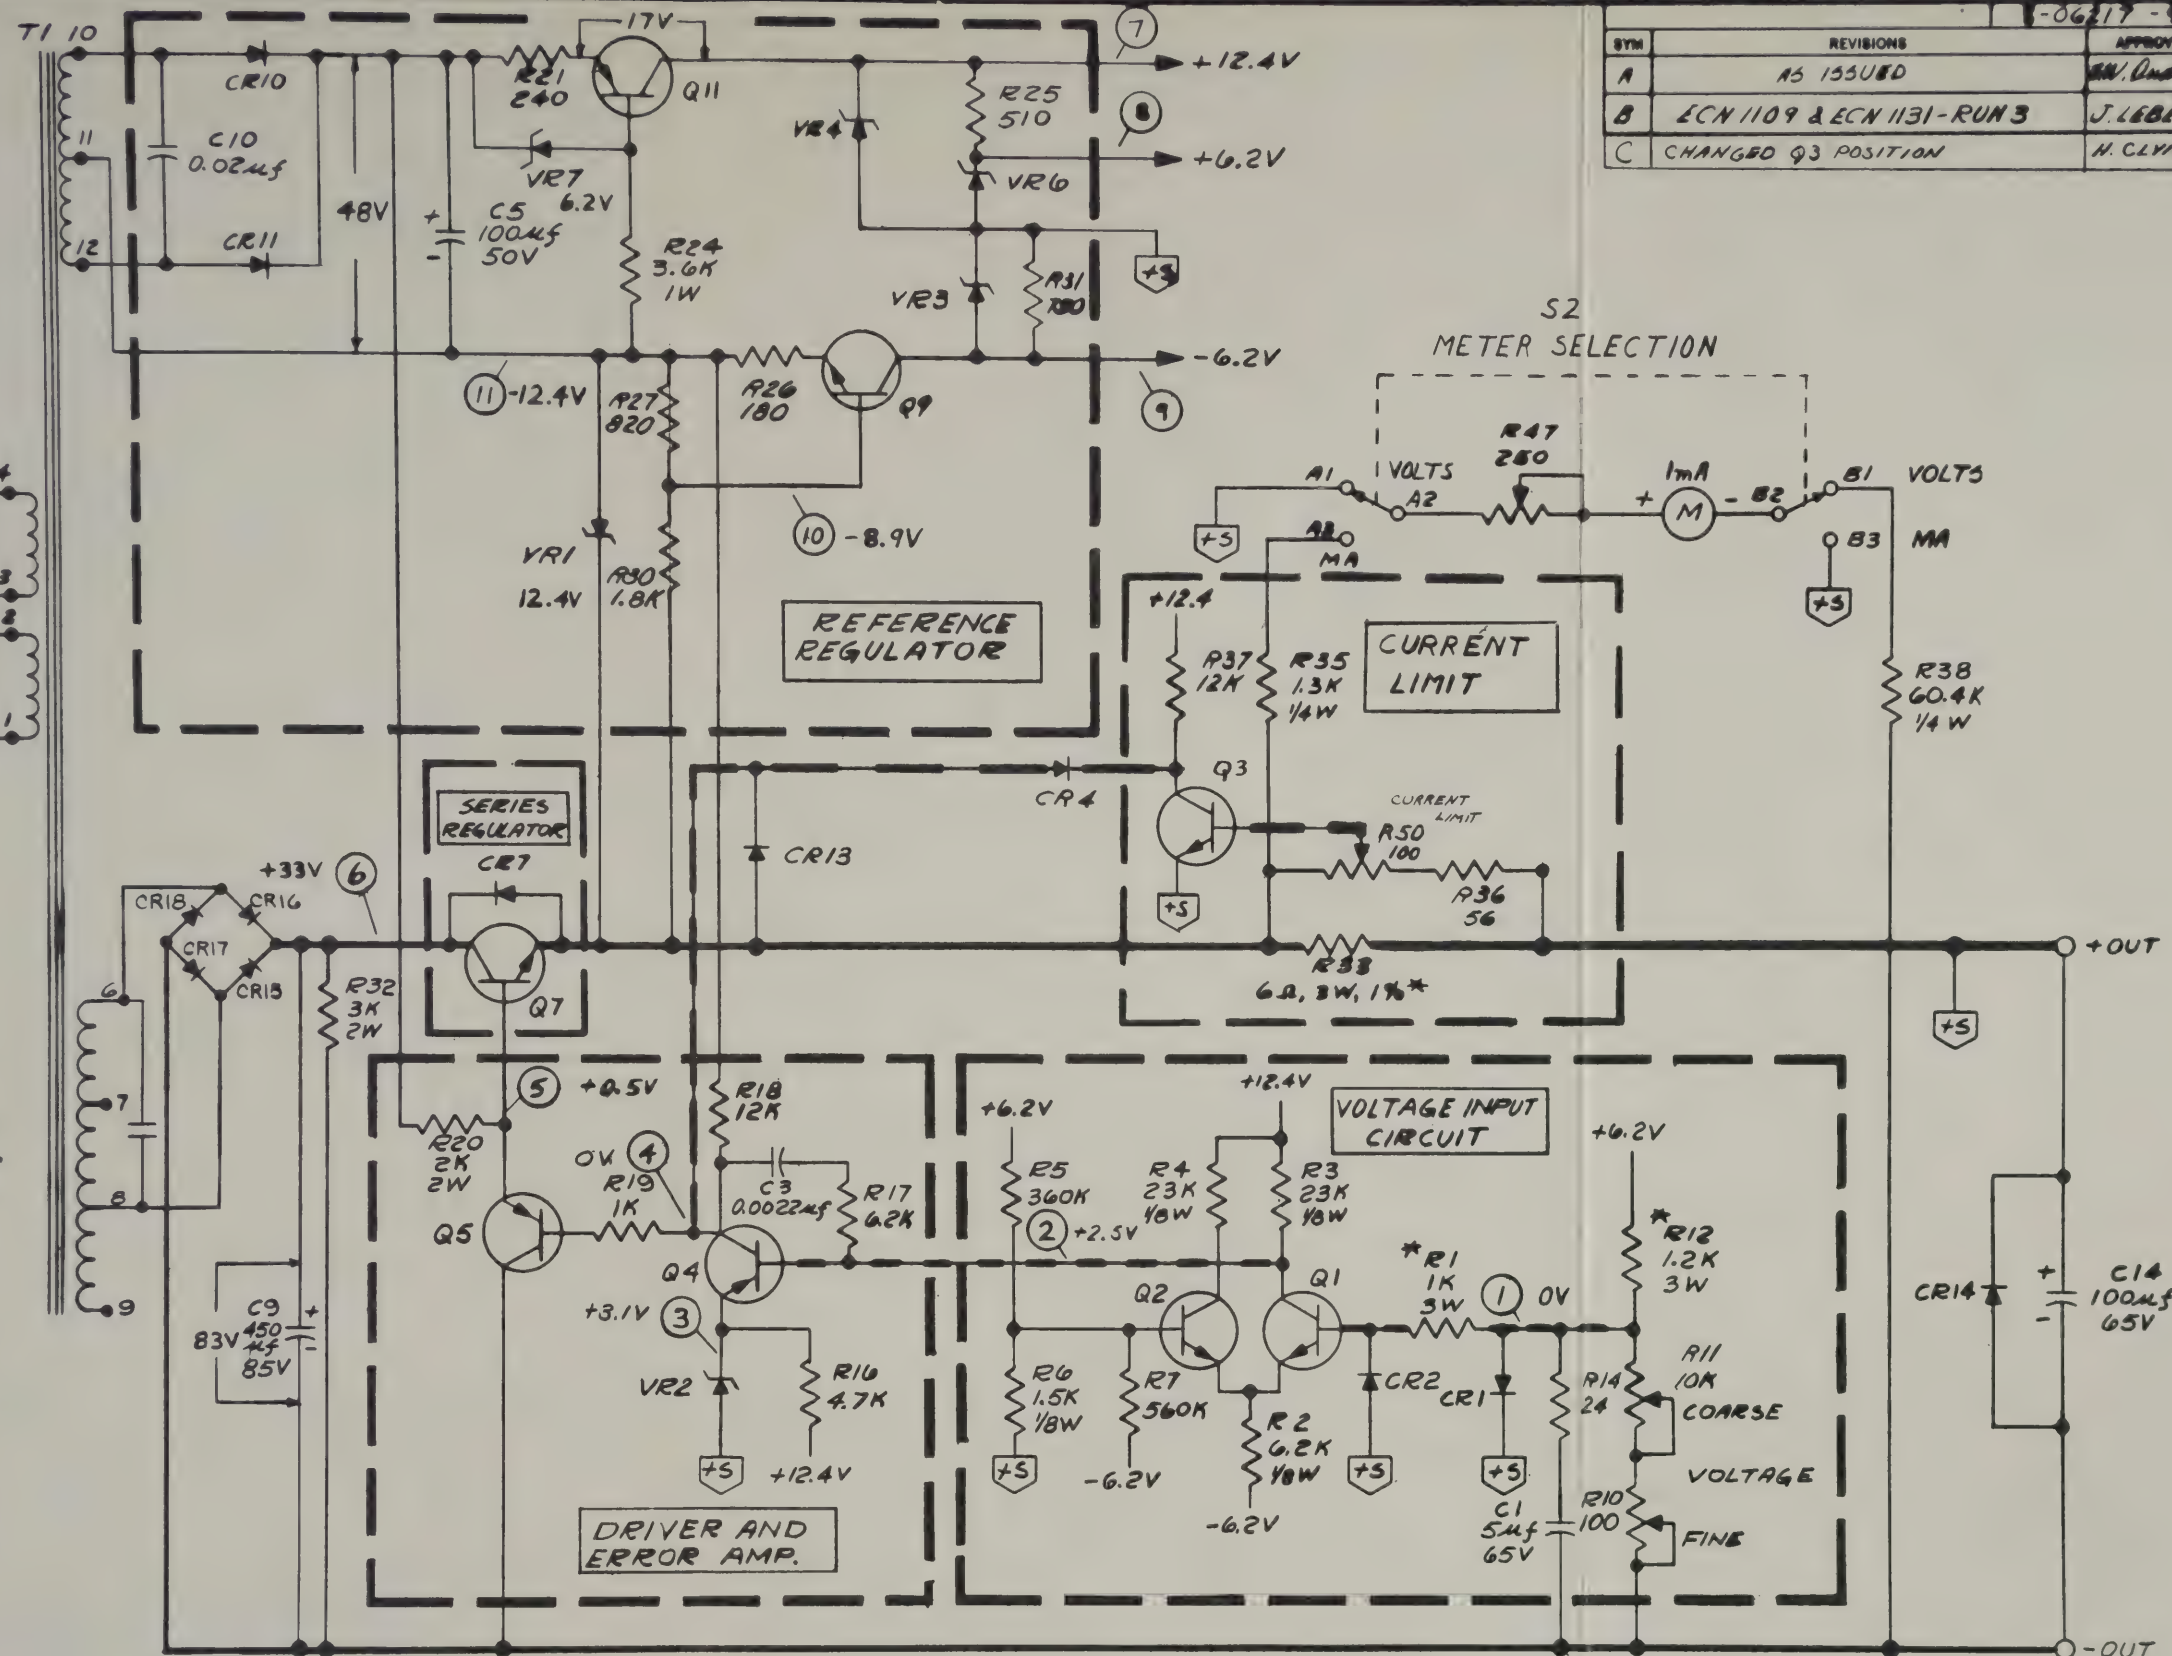 -06217 -
SYM REVISIONS
A AS ISSUED
B ECN 1109 & ECN 1131-RUN 3
C CHANGED Q3 POSITION H.
T1 10
11
12
CR10
C10
0.02µf
CR11
48V
17V
R21
240
Q11
VR7
6.2V
+
C5
100µf
50V
-
R24
3.6K
1W
VR4
R25
510
VR6
VR3
R31
7
+12.4V
8
+6.2V
+S
-6.2V
9
11 -12.4V
R27
820
R26
180
Q9
10 -8.9V
VR1
12.4V
R30
1.8K
REFERENCE
REGULATOR
4
3
2
1
S2
METER SELECTION
A1 VOLTS
A2
R47
250
+ 1mA -
M
B2
B1 VOLTS
+S
A3
MA
B3 MA
+S
+12.4
R37
12K
R35
1.3K
1/4W
CURRENT
LIMIT
R38
60.4K
1/4 W
Q3
CR4
CURRENT
LIMIT
R50
100
R36
56
+S
R33
6Ω, 3W, 1%*
SERIES
REGULATOR
CR7
Q7
CR13
+33V 6
CR18
CR16
CR17
CR15
R32
3K
2W
+OUT
+S
6
7
8
9
5 +0.5V
R18
12K
R20
2K
2W
0V 4
R19
1K
C3
0.0022µf
R17
6.2K
Q5
Q4
+3.1V 3
VR2
R16
4.7K
+S
+12.4V
DRIVER AND
ERROR AMP.
83V
C9
450
µf
85V
+
-
+12.4V
+6.2V
VOLTAGE INPUT
CIRCUIT
+6.2V
R5
360K
R4
23K
1/8W
R3
23K
1/8W
2 +2.5V
*R12
1.2K
3W
*R1
1K
3W
1 0V
Q2
Q1
R6
1.5K
1/8W
R7
560K
R2
6.2K
1/8W
CR2
CR1
R14
24
R11
10K
COARSE
+S
-6.2V
-6.2V
+S
+S
VOLTAGE
C1
5µf
65V
R10
100
FINE
CR14
+
C14
100µf
65V
-
-OUT